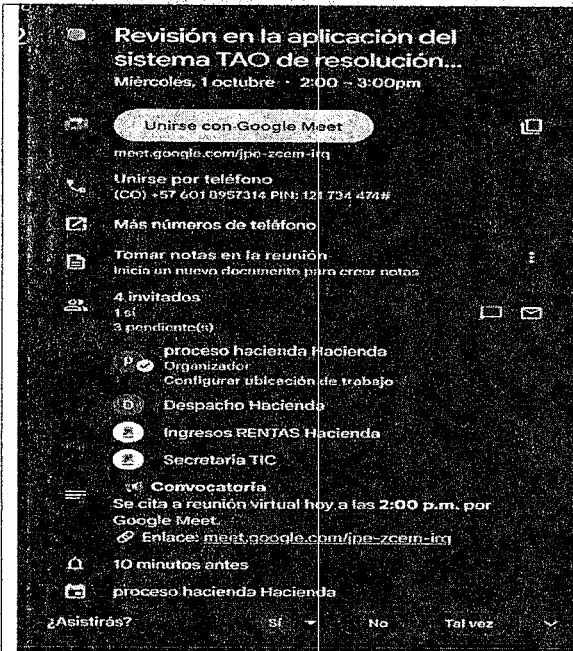 Revisión en la aplicación del
sistema TAO de resolución...
Miércoles, 1 octubre · 2:00 – 3:00pm
Unirse con Google Meet
meet.google.com/jpe-zcem-irq
Unirse por teléfono
(CO) +57 601 8957314 PIN: 121 734 474#
Más números de teléfono
Tomar notas en la reunión
Inicia un nuevo documento para crear notas
4 invitados
1 sí
3 pendiente(s)
P proceso hacienda Hacienda
Organizador
Configurar ubicación de trabajo
D Despacho Hacienda
Ingresos RENTAS Hacienda
Secretaría TIC
Convocatoria
Se cita a reunión virtual hoy a las 2:00 p.m. por
Google Meet.
Enlace: meet.google.com/jpe-zcem-irq
10 minutos antes
proceso hacienda Hacienda
¿Asistirás? Sí No Tal vez